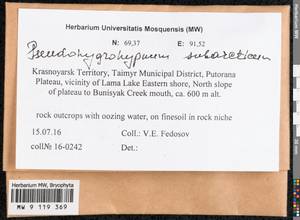 Herbarium Universitatis Mosquensis (MW)
N: 69,37 E: 91,52
Pseudohygrohypnum subarcticum
Krasnoyarsk Territory, Taimyr Municipal District, Putorana
Plateau, vicinity of Lama Lake Eastern shore, North slope
of plateau to Bunisyak Creek mouth, ca. 600 m alt.
rock outcrops with oozing water, on finesoil in rock niche
15.07.16 Coll.: V.E. Fedosov
coll№ 16-0242 Det.:
Herbarium MW, Bryophyta
MW 9 119 369